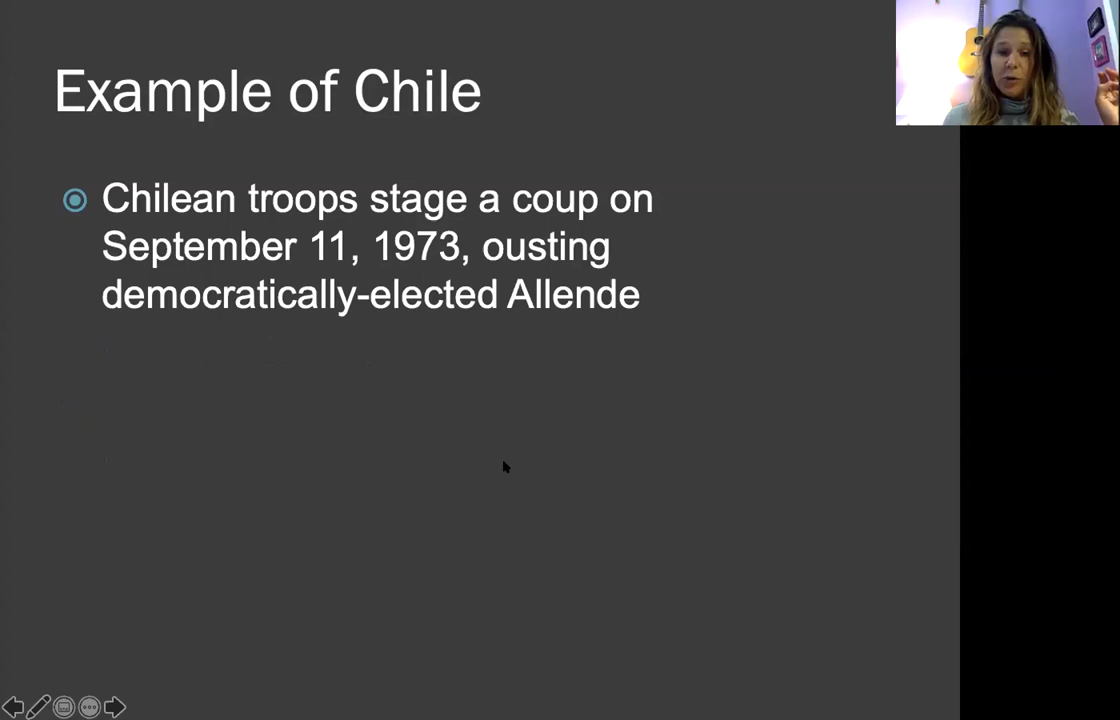 Example of Chile
Chilean troops stage a coup on
September 11, 1973, ousting
democratically-elected Allende